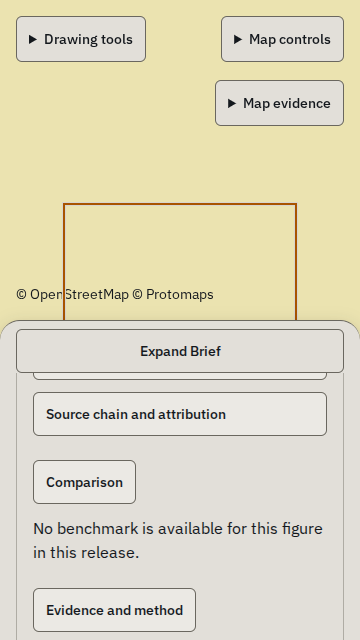 ▶ Drawing tools
▶ Map controls
▶ Map evidence
© OpenStreetMap © Protomaps
Expand Brief
Source chain and attribution
Comparison
No benchmark is available for this figure
in this release.
Evidence and method